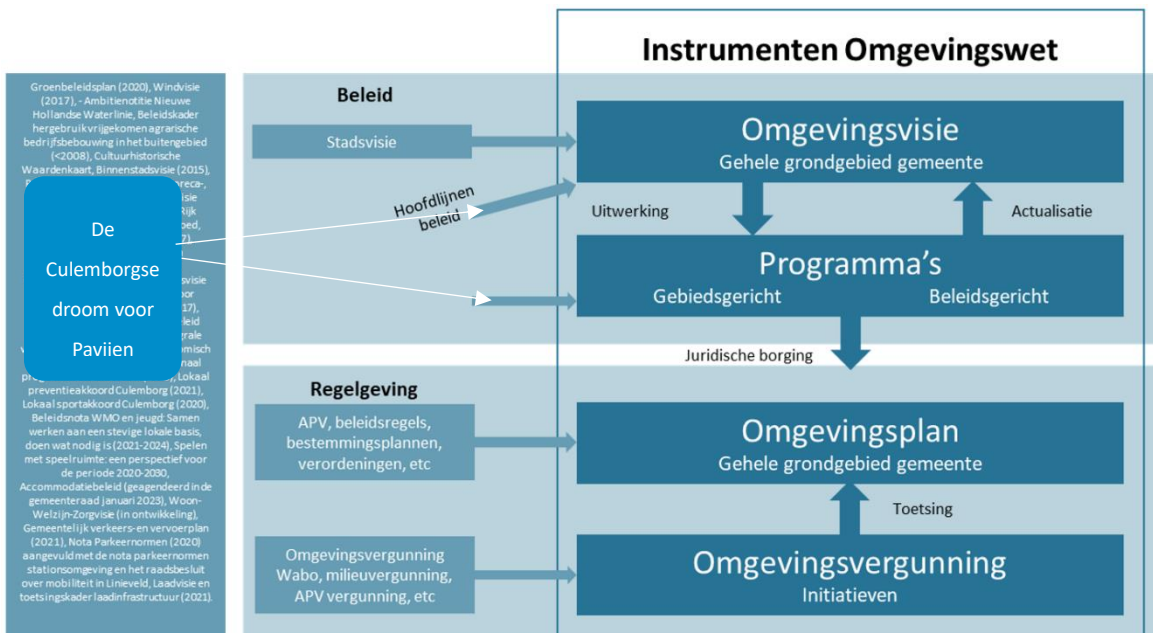 Instrumenten Omgevingswet
Groenbeleidsplan (2020), Windvisie
(2017), - Ambitienotitie Nieuwe
Hollandse Waterlinie, Beleidskader
hergebruik vrijgekomen agrarische
bedrijfsbebouwing in het buitengebied
(<2008), Cultuurhistorische
Waardenkaart, Binnenstadsvisie (2015),
De
Culemborgse
droom voor
Paviien
preventieakkoord Culemborg (2021),
Lokaal sportakkoord Culemborg (2020),
Beleidsnota WMO en jeugd: Samen
werken aan een stevige lokale basis,
doen wat nodig is (2021-2024), Spelen
met speelruimte: een perspectief voor
de periode 2020-2030,
Accommodatiebeleid (geagendeerd in de
gemeenteraad januari 2023), Woon-
Welzijn-Zorgvisie (in ontwikkeling),
Gemeentelijk verkeers- en vervoerplan
(2021), Nota Parkeernormen (2020)
aangevuld met de nota parkeernormen
stationsomgeving en het raadsbesluit
over mobiliteit in Linieveld, Laadvisie en
toetsingskader laadinfrastructuur (2021).
Beleid
Stadsvisie
Hoofdlijnen
beleid
Omgevingsvisie
Gehele grondgebied gemeente
Uitwerking
Actualisatie
Programma's
Gebiedsgericht
Beleidsgericht
Juridische borging
Regelgeving
APV, beleidsregels,
bestemmingsplannen,
verordeningen, etc
Omgevingsplan
Gehele grondgebied gemeente
Toetsing
Omgevingsvergunning
Wabo, milieuvergunning,
APV vergunning, etc
Omgevingsvergunning
Initiatieven